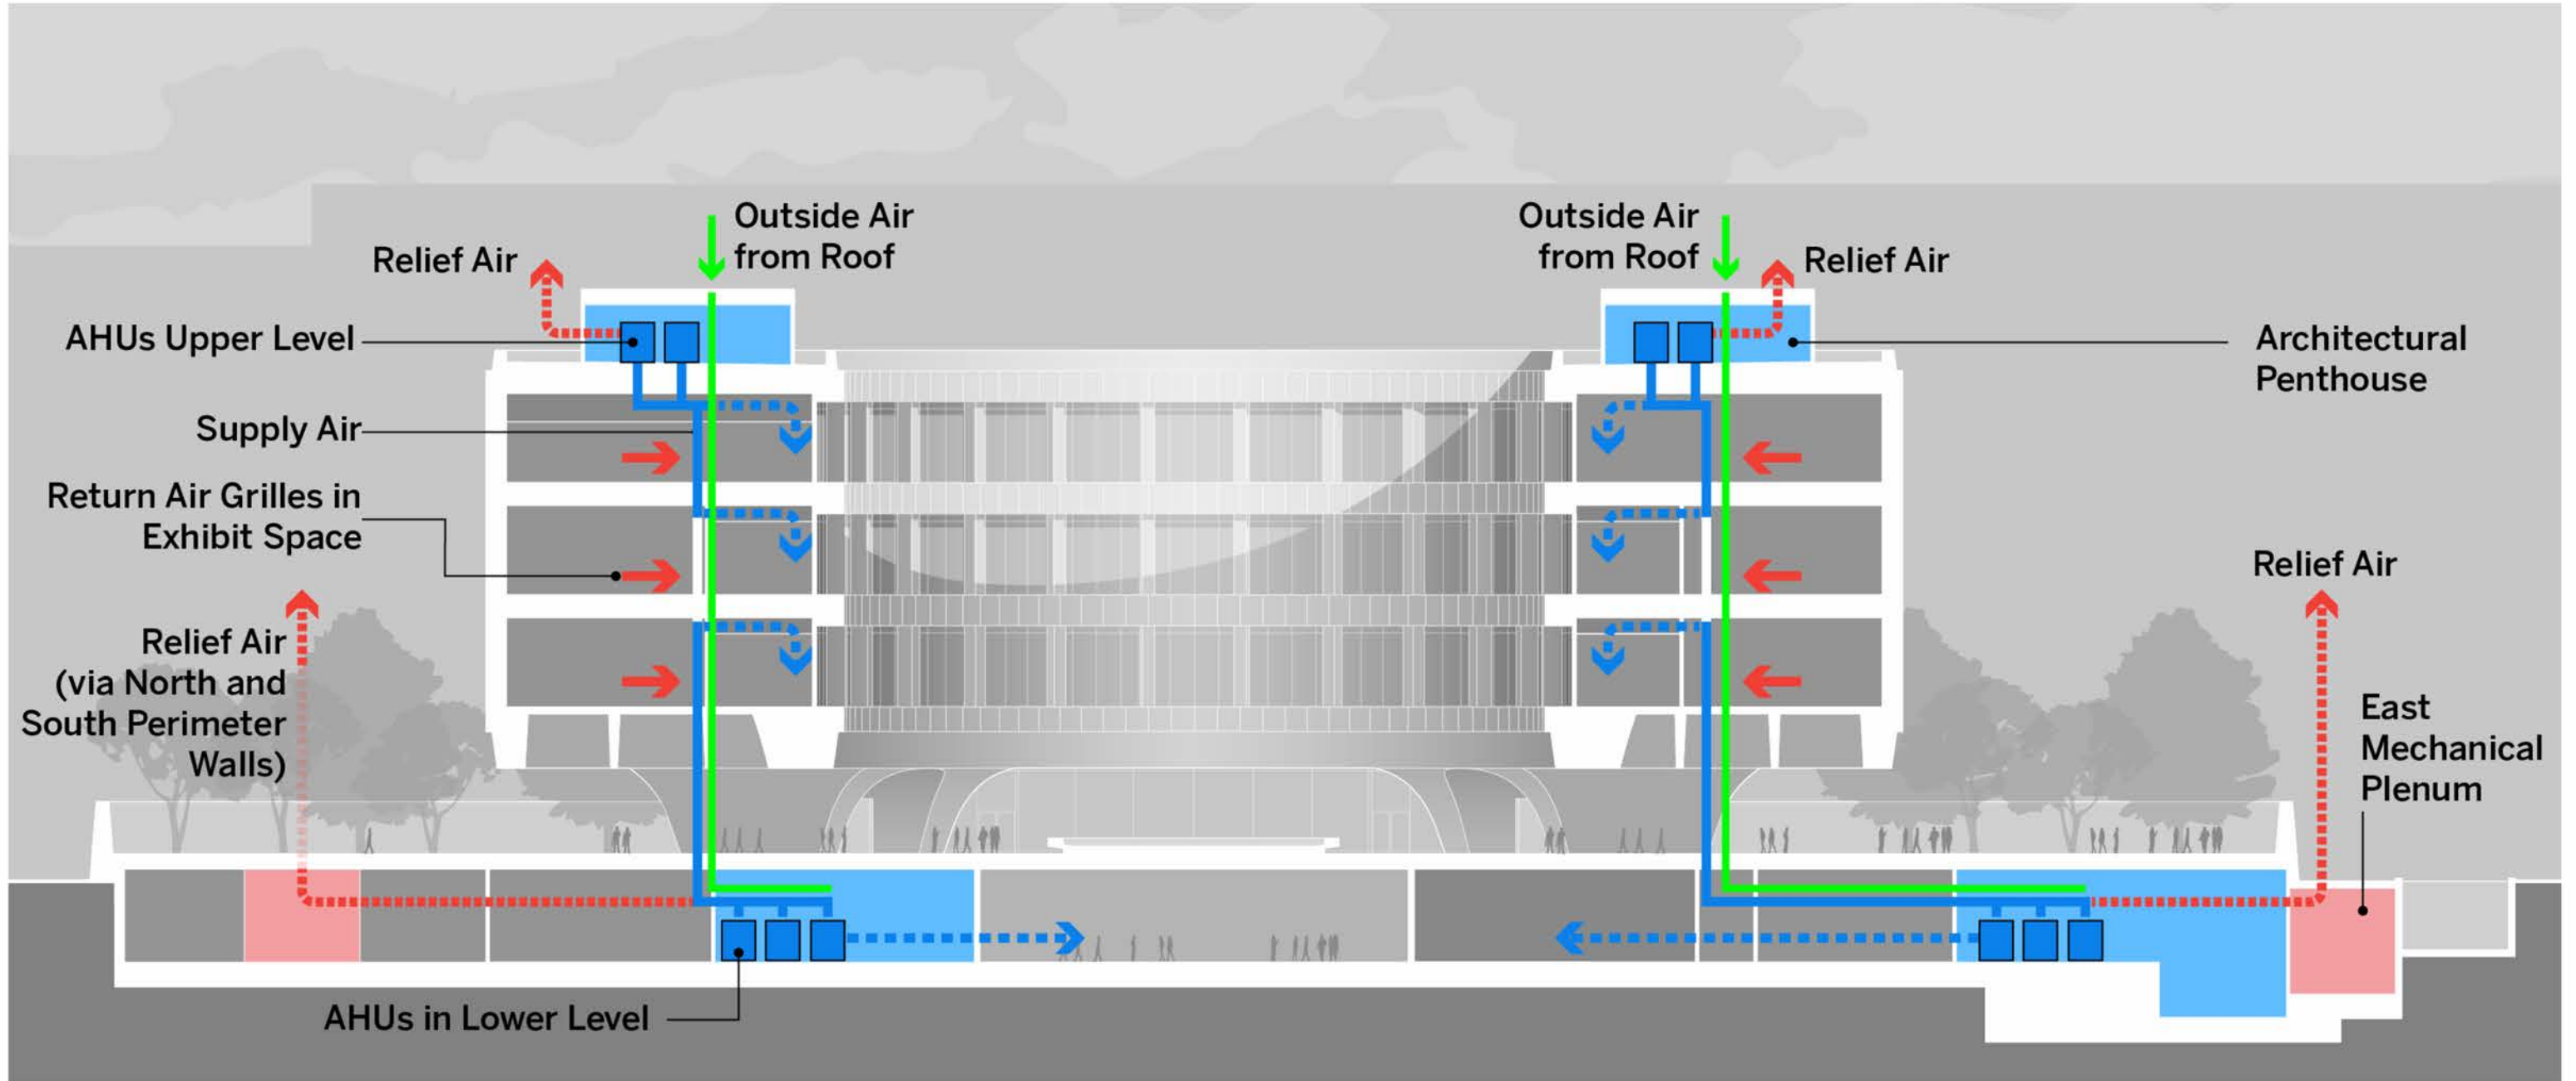 Outside Air
from Roof
Relief Air
AHUs Upper Level
Supply Air
Return Air Grilles in
Exhibit Space
Relief Air
(via North and
South Perimeter
Walls)
AHUs in Lower Level
Outside Air
from Roof
Relief Air
Architectural
Penthouse
Relief Air
East
Mechanical
Plenum